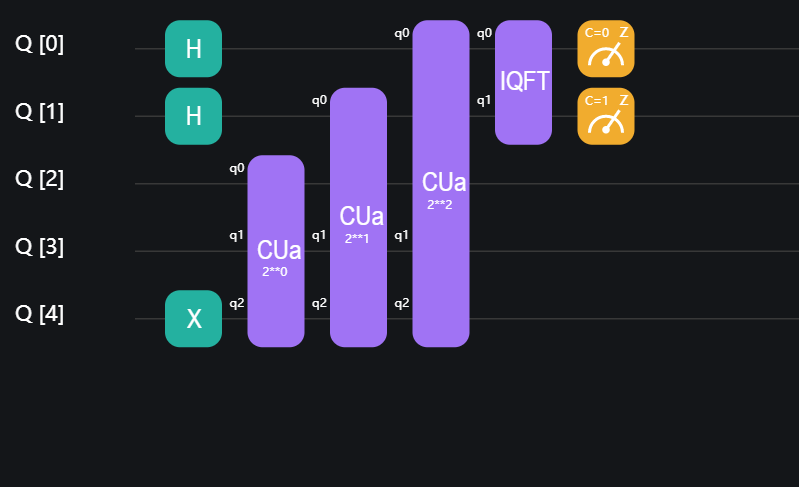 Q [0] H q0 q0 C=0 Z
IQFT
Q [1] H q0 q1 C=1 Z
Q [2] q0 CUa
2**2
Q [3] q1 CUa q1 CUa q1
2**0 2**1
Q [4] X q2 q2 q2